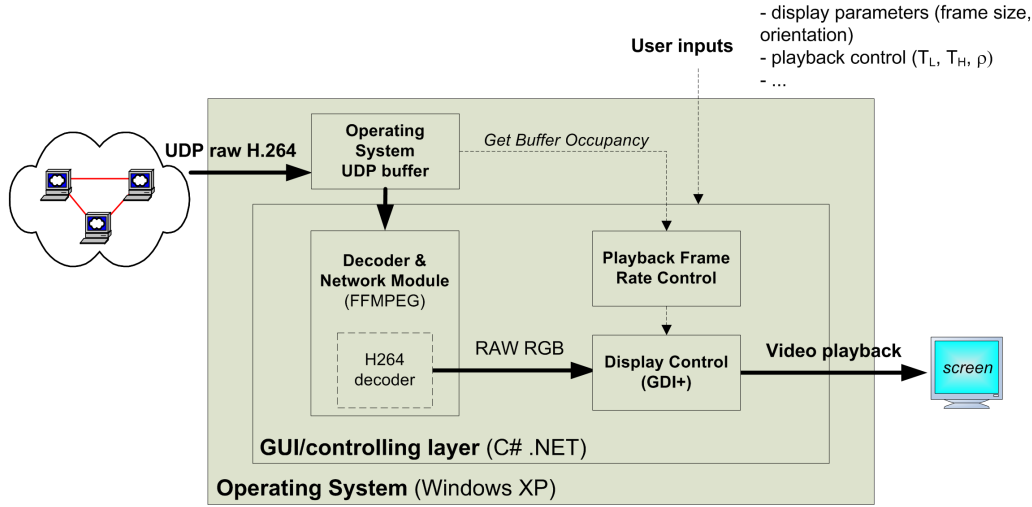 - display parameters (frame size,
orientation)
- playback control (T_L, T_H, ρ)
- ...
User inputs
UDP raw H.264
Operating
System
UDP buffer
Get Buffer Occupancy
Decoder &
Network Module
(FFMPEG)
Playback Frame
Rate Control
H264
decoder
RAW RGB
Display Control
(GDI+)
Video playback
screen
GUI/controlling layer (C# .NET)
Operating System (Windows XP)